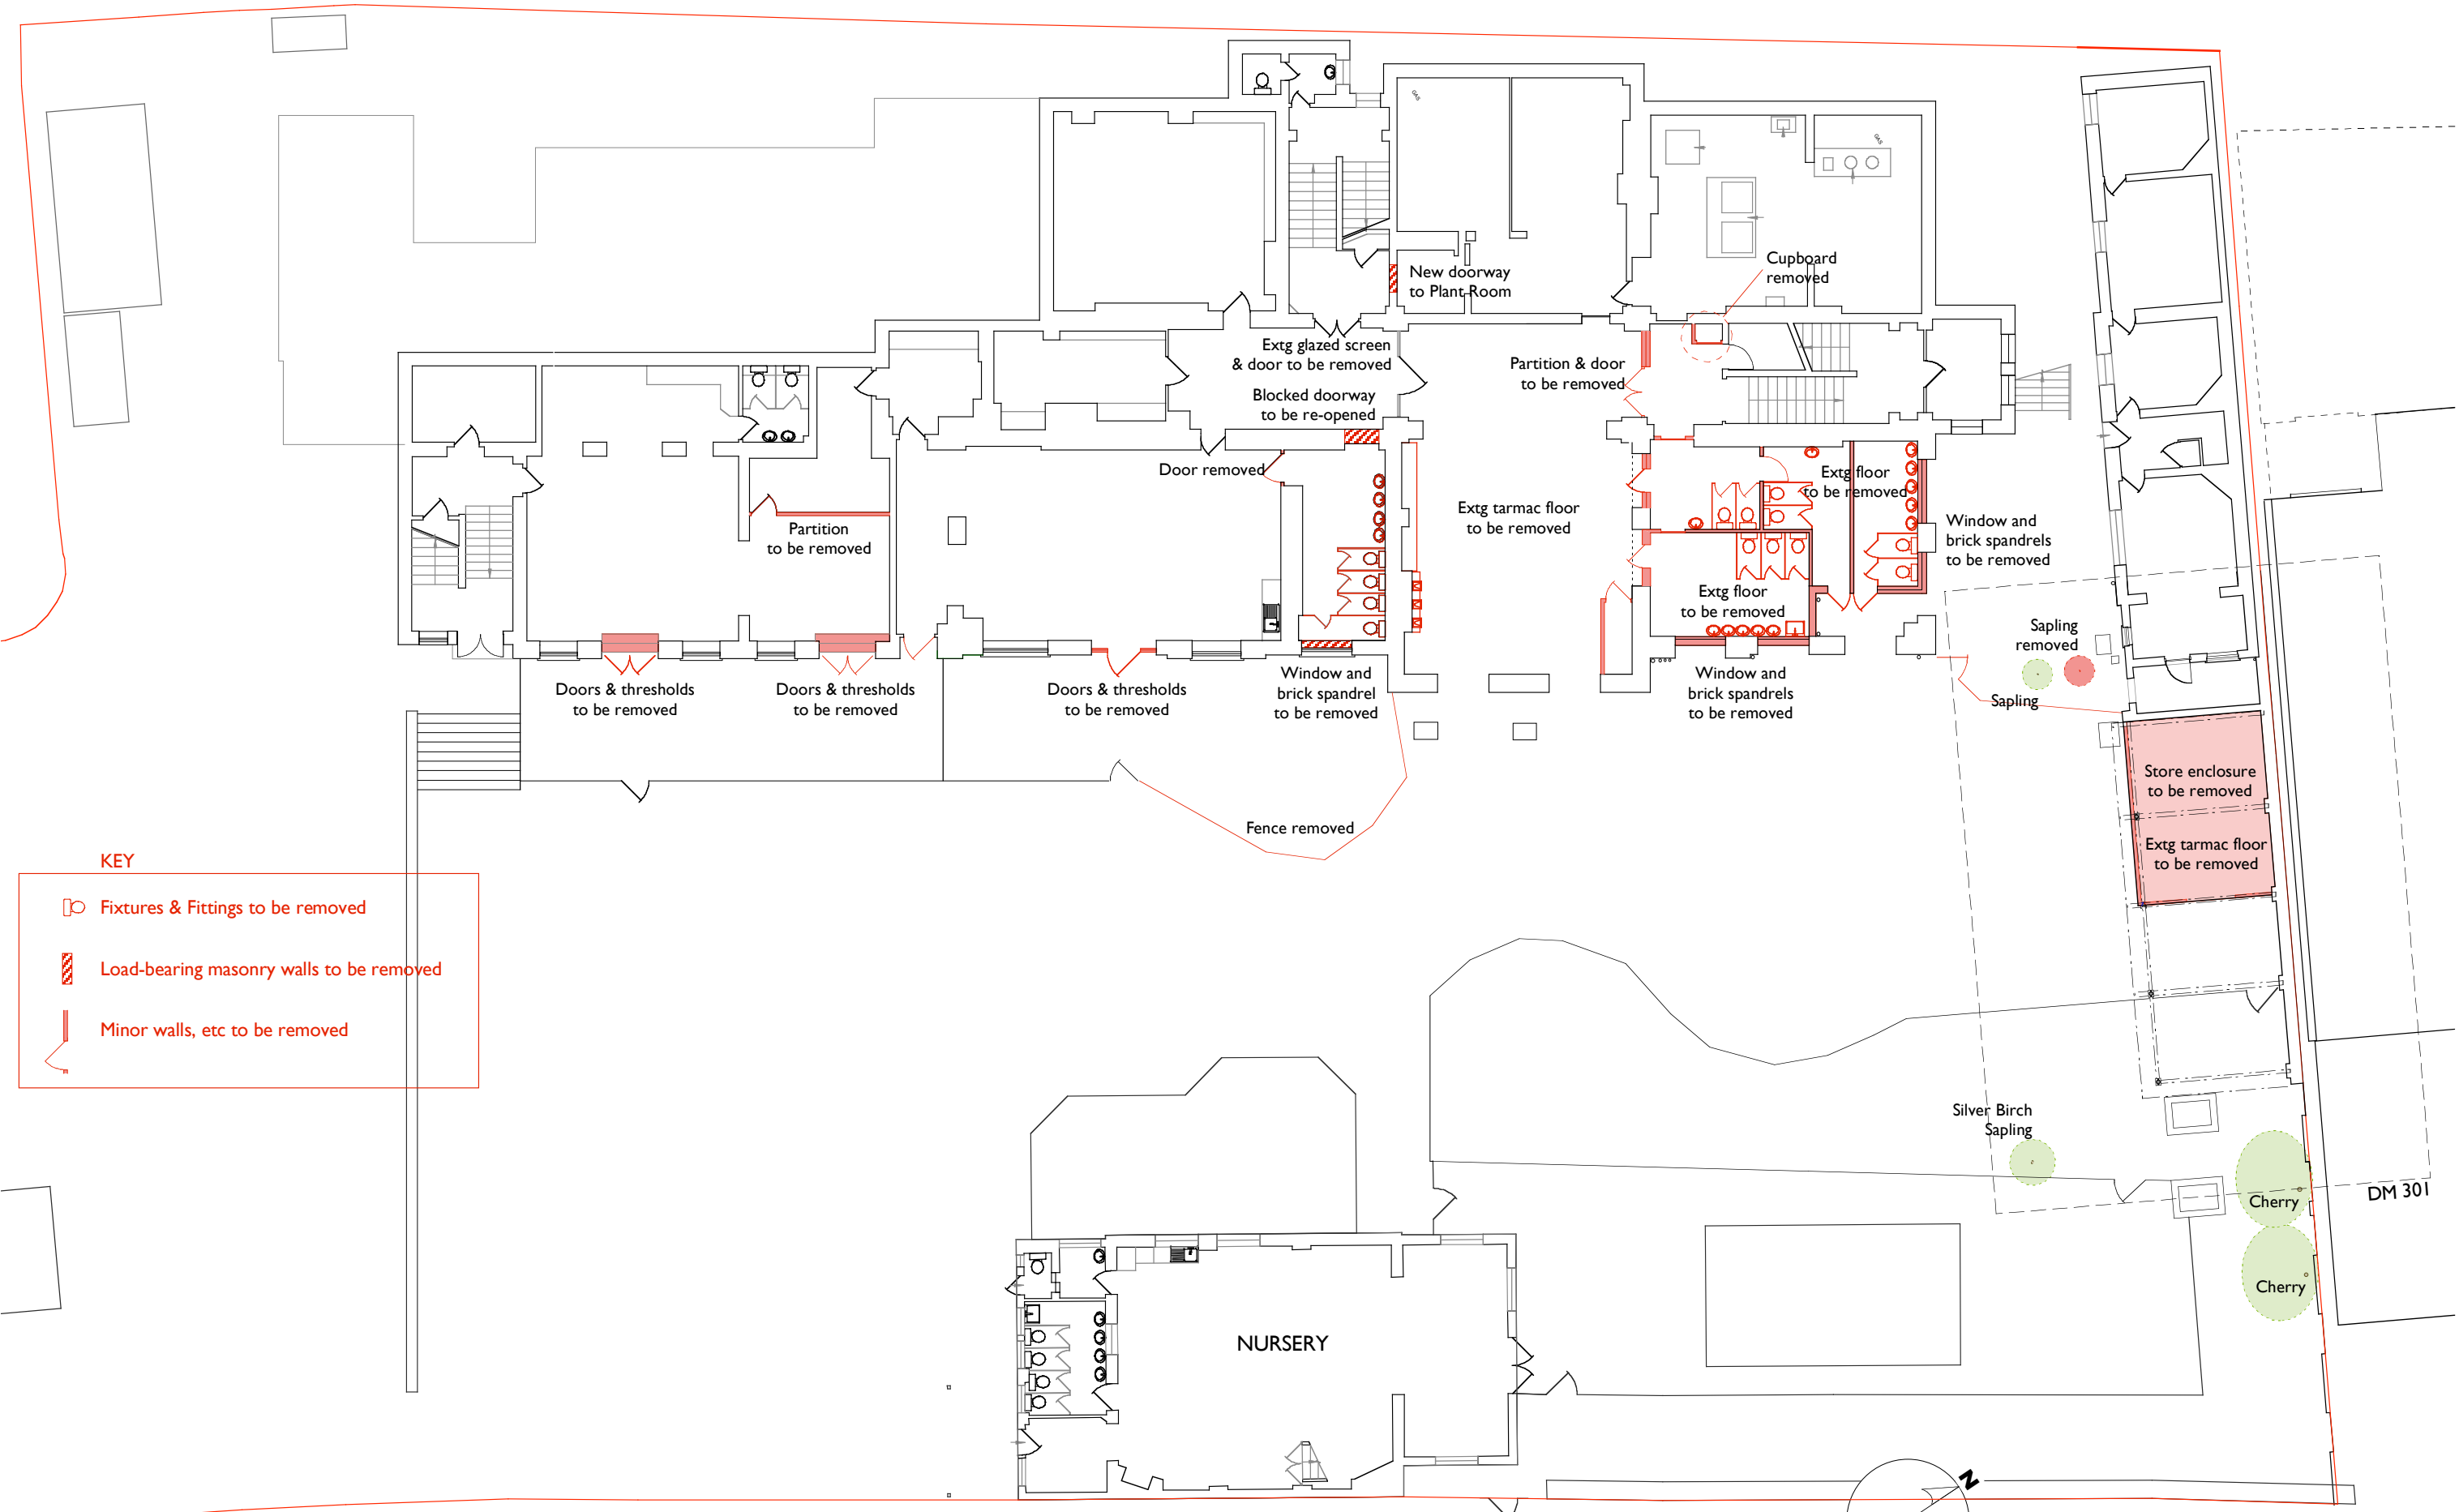 GAS
GAS
Cupboard
removed
New doorway
to Plant Room
Extg glazed screen
& door to be removed
Partition & door
to be removed
Blocked doorway
to be re-opened
Door removed
Extg floor
to be removed
Extg tarmac floor
to be removed
Partition
to be removed
Window and
brick spandrels
to be removed
Extg floor
to be removed
Sapling
removed
Sapling
Doors & thresholds
to be removed
Doors & thresholds
to be removed
Doors & thresholds
to be removed
Window and
brick spandrel
to be removed
Window and
brick spandrels
to be removed
Store enclosure
to be removed
Extg tarmac floor
to be removed
Fence removed
KEY
Fixtures & Fittings to be removed
Load-bearing masonry walls to be removed
Minor walls, etc to be removed
Silver Birch
Sapling
Cherry
DM 301
Cherry
NURSERY
N